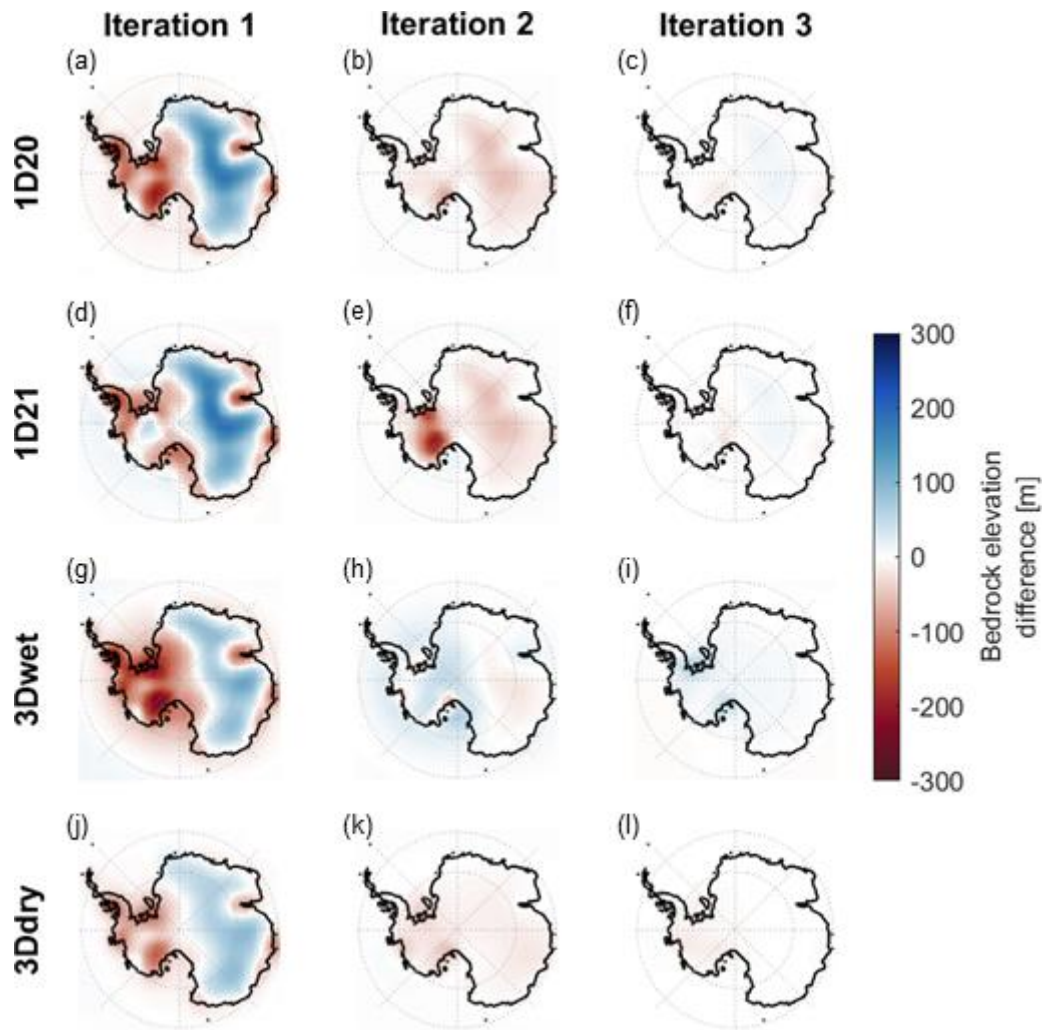 Iteration 1 Iteration 2 Iteration 3
(a) (b) (c)
1D20
(d) (e) (f)
1D21
(g) (h) (i)
3Dwet
(j) (k) (l)
3Ddry
300
200
100
0
-100
-200
-300
Bedrock elevation
difference [m]